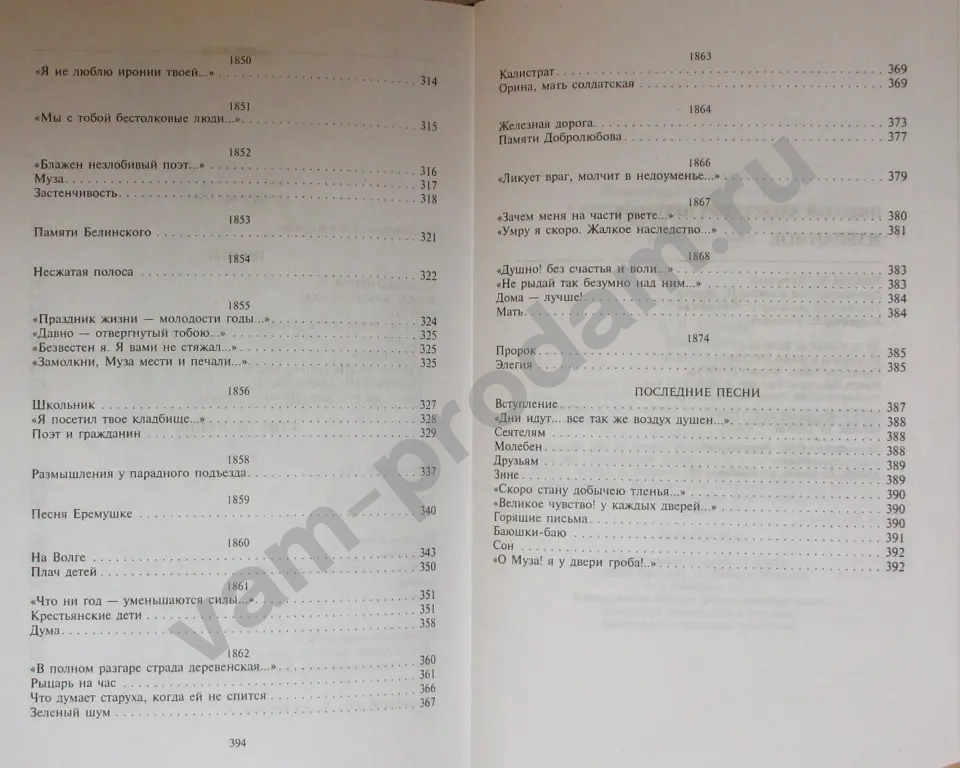 1850
«Я не люблю иронии твоей...» 314
1851
«Мы с тобой бестолковые люди...» 315
1852
«Блажен незлобивый поэт...» 316
Муза 317
Застенчивость 318
1853
Памяти Белинского 321
1854
Несжатая полоса 322
1855
«Праздник жизни — молодости годы...» 324
«Давно — отвергнутый тобою...» 325
«Безвестен я. Я вами не стяжал...» 325
«Замолкни, Муза мести и печали...» 325
1856
Школьник 327
«Я посетил твое кладбище...» 328
Поэт и гражданин 329
1858
Размышления у парадного подъезда 337
1859
Песня Еремушке 340
1860
На Волге 343
Плач детей 350
1861
«Что ни год — уменьшаются силы...» 351
Крестьянские дети 351
Дума 358
1862
«В полном разгаре страда деревенская...» 360
Рыцарь на час 361
Что думает старуха, когда ей не спится 366
Зеленый шум 367
394
1863
Калистрат 369
Орина, мать солдатская 369
1864
Железная дорога 373
Памяти Добролюбова 377
1866
«Ликует враг, молчит в недоуменье...» 379
1867
«Зачем меня на части рвете...» 380
«Умру я скоро. Жалкое наследство...» 381
1868
«Душно! без счастья и воли...» 383
«Не рыдай так безумно над ним...» 383
Дома — лучше! 384
Мать 384
1874
Пророк 385
Элегия 385
ПОСЛЕДНИЕ ПЕСНИ
Вступление 387
«Дни идут... все так же воздух душен...» 388
Сеятелям 388
Молебен 388
Друзьям 389
Зине 389
«Скоро стану добычею тленья...» 390
«Великое чувство! у каждых дверей...» 390
Горящие письма 390
Баюшки-баю 391
Сон 392
«О Муза! я у двери гроба!..» 392
vam-prodam.ru